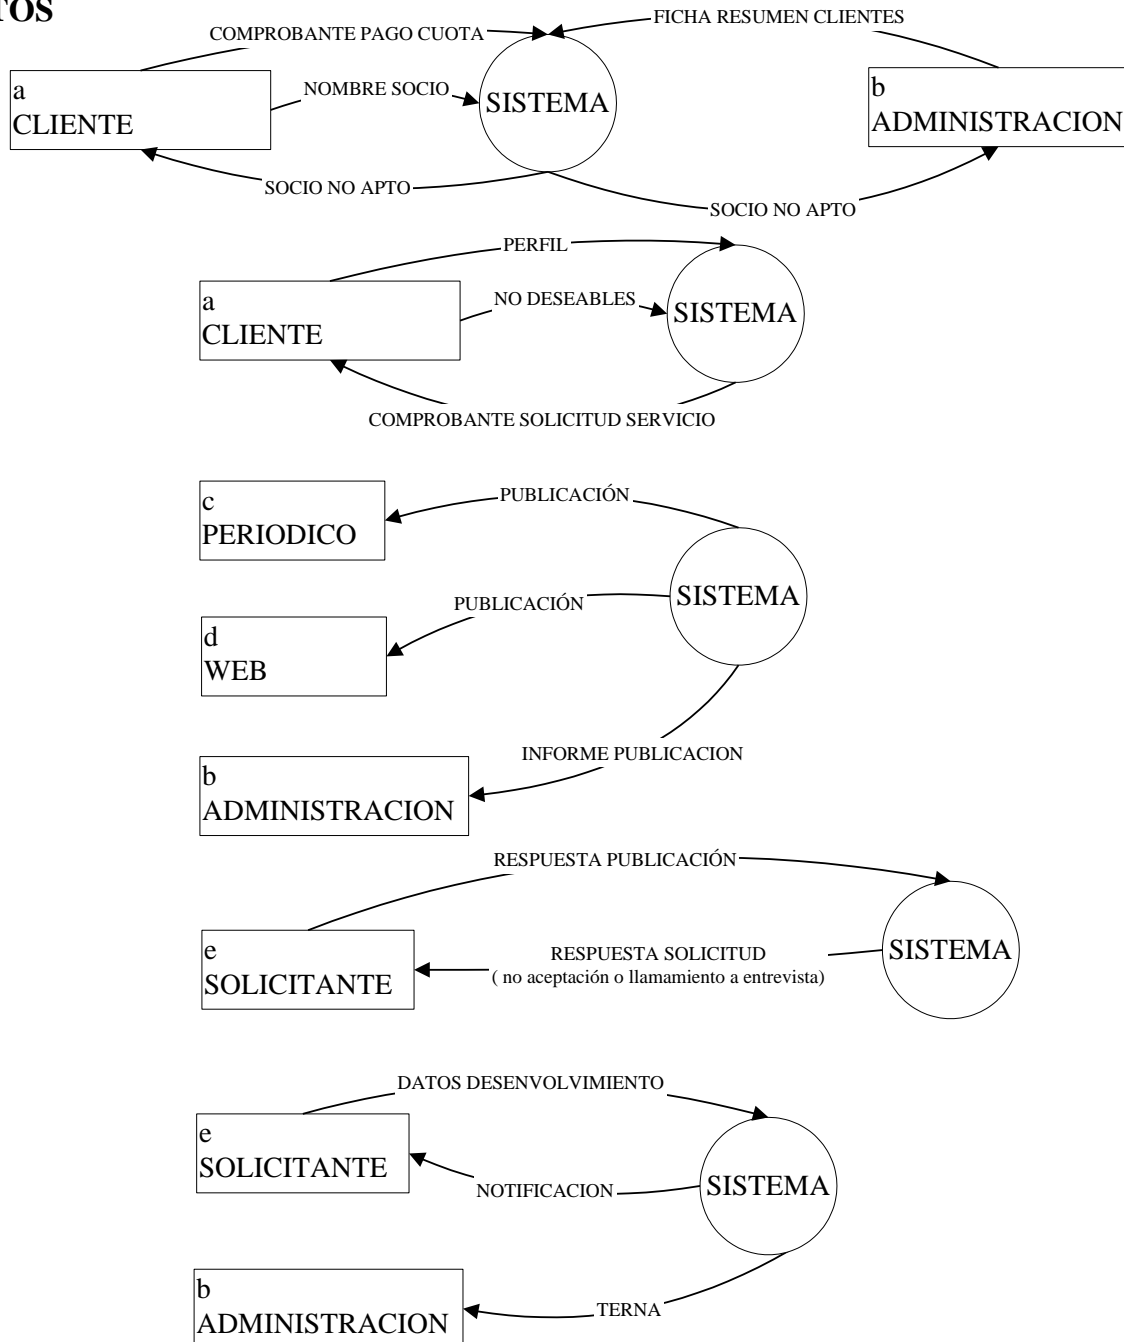 TOS
FICHA RESUMEN CLIENTES
COMPROBANTE PAGO CUOTA
a
CLIENTE
NOMBRE SOCIO
SISTEMA
b
ADMINISTRACION
SOCIO NO APTO
SOCIO NO APTO
PERFIL
a
CLIENTE
NO DESEABLES
SISTEMA
COMPROBANTE SOLICITUD SERVICIO
c
PERIODICO
PUBLICACIÓN
SISTEMA
PUBLICACIÓN
d
WEB
INFORME PUBLICACION
b
ADMINISTRACION
RESPUESTA PUBLICACIÓN
e
SOLICITANTE
RESPUESTA SOLICITUD
( no aceptación o llamamiento a entrevista)
SISTEMA
DATOS DESENVOLVIMIENTO
e
SOLICITANTE
NOTIFICACION
SISTEMA
b
ADMINISTRACION
TERNA